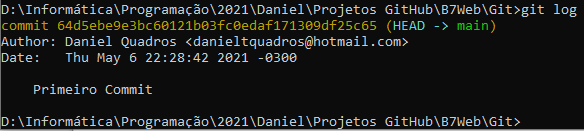 D:\Informática\Programação\2021\Daniel\Projetos GitHub\B7Web\Git>git log
commit 64d5ebe9e3bc60121b03fc0edaf171309df25c65 (HEAD -> main)
Author: Daniel Quadros <danieltquadros@hotmail.com>
Date:   Thu May 6 22:28:42 2021 -0300
    Primeiro Commit
D:\Informática\Programação\2021\Daniel\Projetos GitHub\B7Web\Git>